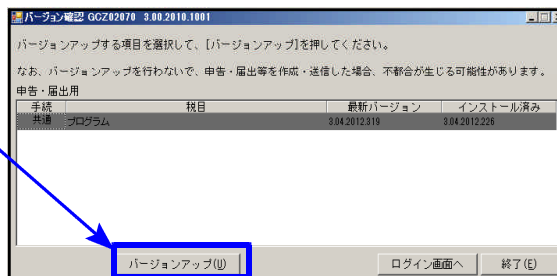 バージョン確認 GCZ02070 3.00.2010.1001
バージョンアップする項目を選択して、[バージョンアップ]を押してください。
なお、バージョンアップを行わないで、申告・届出等を作成・送信した場合、不都合が生じる可能性があります。
申告・届出用
手続 税目 最新バージョン インストール済み
共通 プログラム 3.04.2012.319 3.04.2012.226
バージョンアップ(U) ログイン画面へ 終了(E)